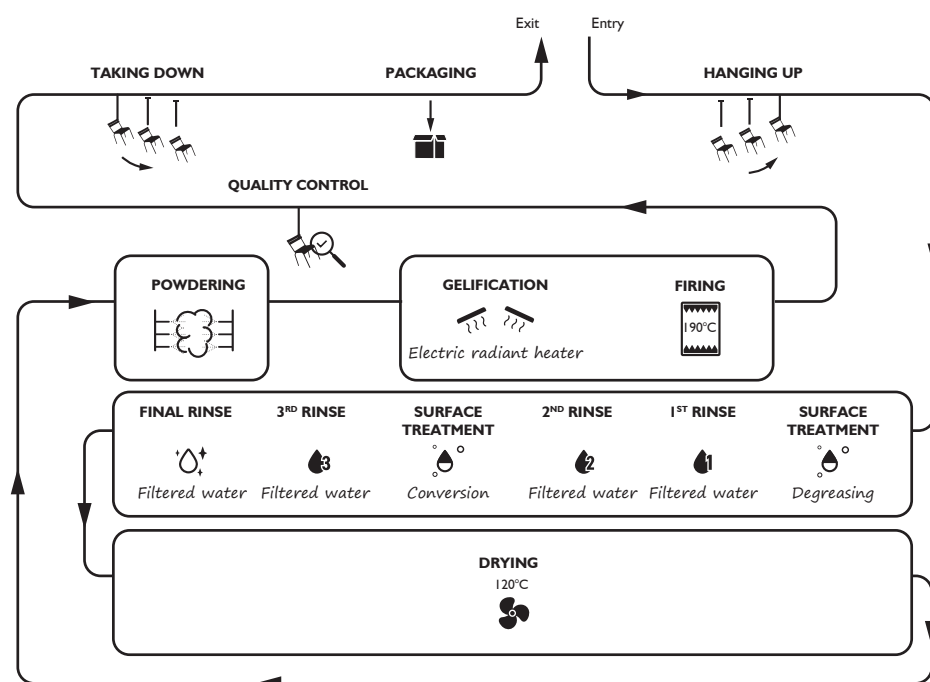 Exit
Entry
TAKING DOWN
PACKAGING
HANGING UP
QUALITY CONTROL
POWDERING
GELIFICATION
FIRING
190°C
Electric radiant heater
FINAL RINSE
3RD RINSE
SURFACE
TREATMENT
2ND RINSE
1ST RINSE
SURFACE
TREATMENT
3
2
1
Filtered water
Filtered water
Conversion
Filtered water
Filtered water
Degreasing
DRYING
120°C